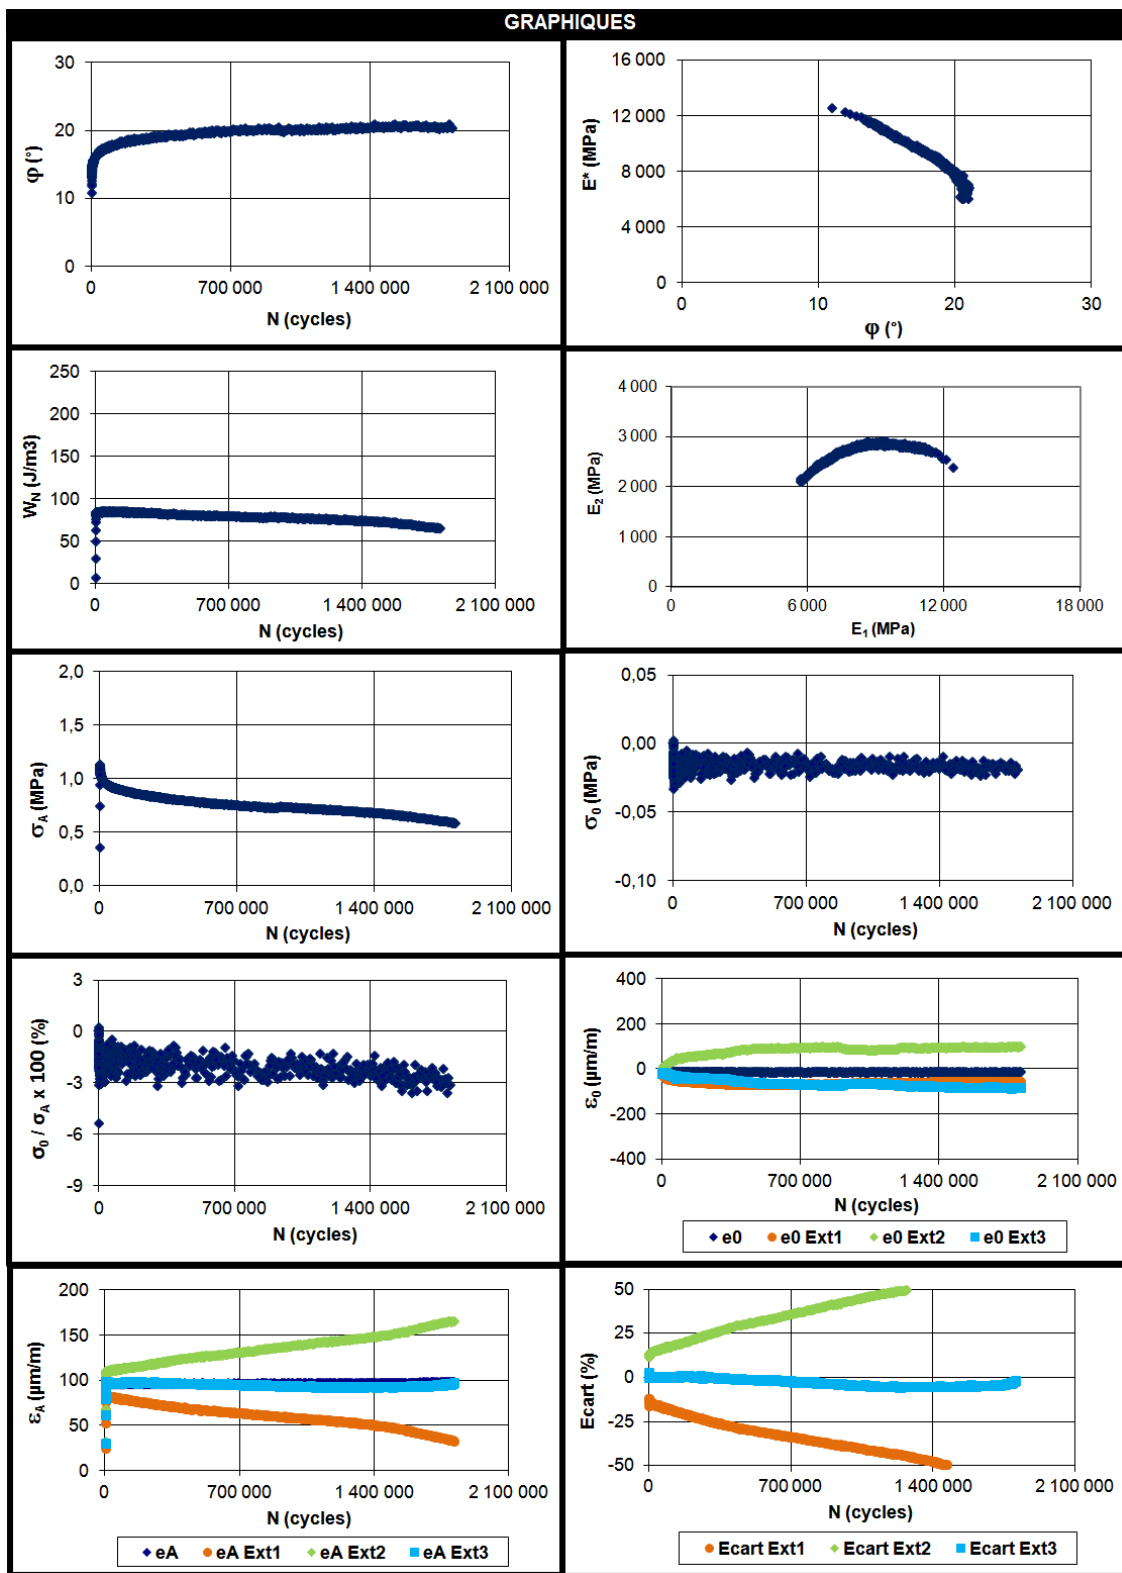 GRAPHIQUES
30
20
10
0
φ (°)
0
700 000
1 400 000
2 100 000
N (cycles)
16 000
12 000
8 000
4 000
0
E* (MPa)
0
10
20
30
φ (°)
250
200
150
100
50
0
W_N (J/m3)
0
700 000
1 400 000
2 100 000
N (cycles)
4 000
3 000
2 000
1 000
0
E₂ (MPa)
0
6 000
12 000
18 000
E₁ (MPa)
2,0
1,5
1,0
0,5
0,0
σ_A (MPa)
0
700 000
1 400 000
2 100 000
N (cycles)
0,05
0,00
-0,05
-0,10
σ₀ (MPa)
0
700 000
1 400 000
2 100 000
N (cycles)
3
0
-3
-6
-9
σ₀ / σ_A x 100 (%)
0
700 000
1 400 000
2 100 000
N (cycles)
400
200
0
-200
-400
ε₀ (µm/m)
0
700 000
1 400 000
2 100 000
N (cycles)
e0 e0 Ext1 e0 Ext2 e0 Ext3
200
150
100
50
0
ε_A (µm/m)
0
700 000
1 400 000
2 100 000
N (cycles)
eA eA Ext1 eA Ext2 eA Ext3
50
25
0
-25
-50
Ecart (%)
0
700 000
1 400 000
2 100 000
N (cycles)
Ecart Ext1 Ecart Ext2 Ecart Ext3